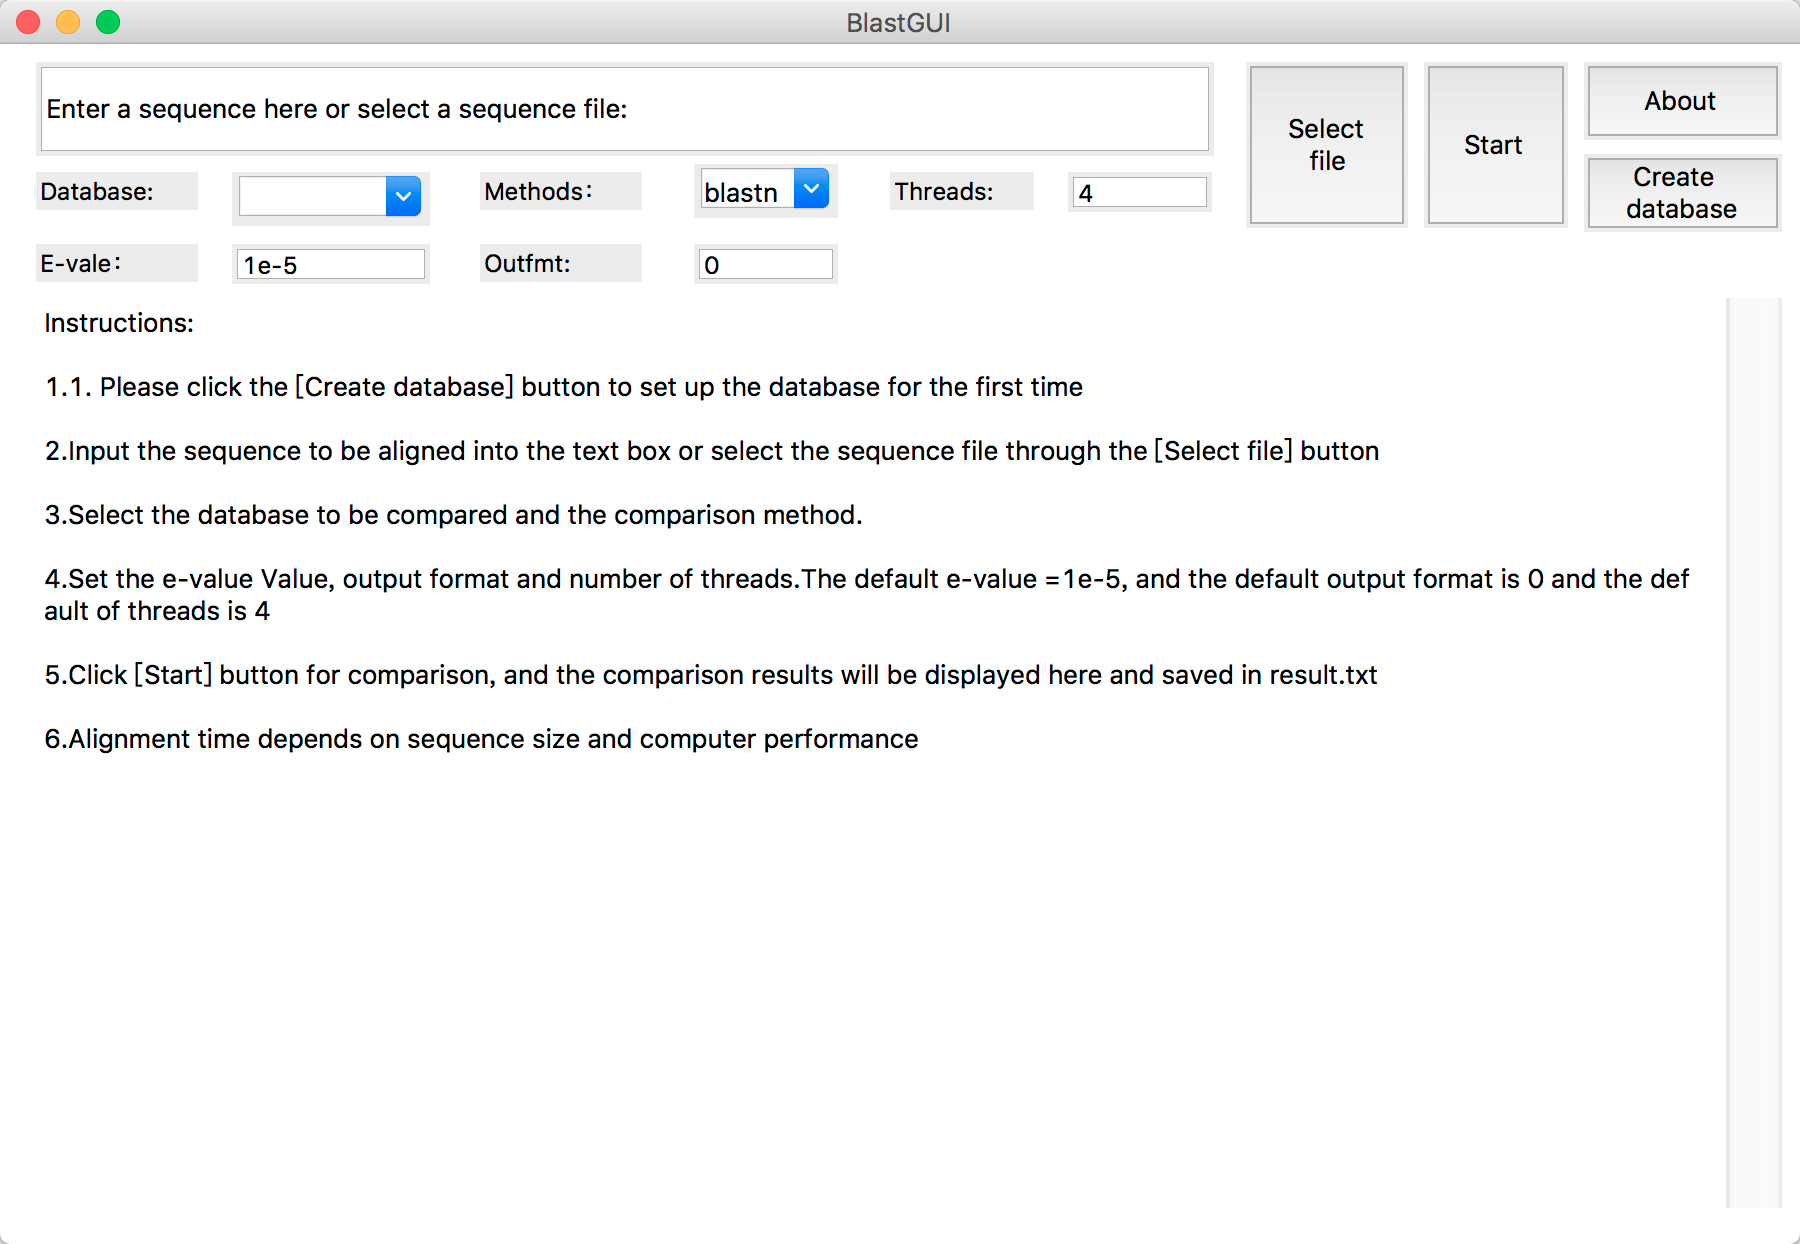 BlastGUI
Enter a sequence here or select a sequence file:
Select
file
Start
About
Create
database
Database:
Methods：
blastn
Threads:
4
E-vale：
1e-5
Outfmt:
0
Instructions:
1.1. Please click the [Create database] button to set up the database for the first time
2.Input the sequence to be aligned into the text box or select the sequence file through the [Select file] button
3.Select the database to be compared and the comparison method.
4.Set the e-value Value, output format and number of threads.The default e-value =1e-5, and the default output format is 0 and the def
ault of threads is 4
5.Click [Start] button for comparison, and the comparison results will be displayed here and saved in result.txt
6.Alignment time depends on sequence size and computer performance